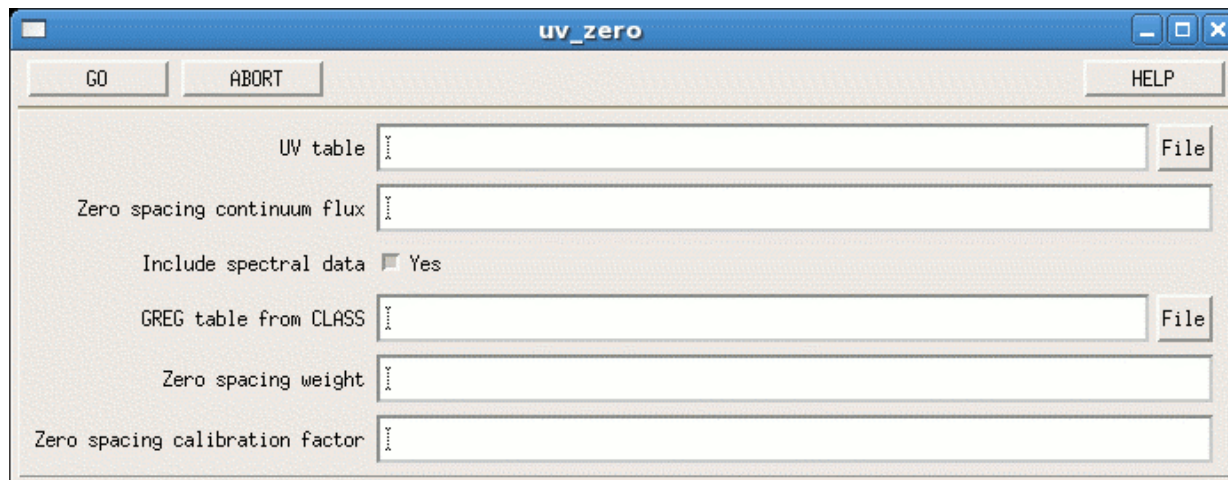 uv_zero
GO ABORT HELP
UV table File
Zero spacing continuum flux
Include spectral data Yes
GREG table from CLASS File
Zero spacing weight
Zero spacing calibration factor